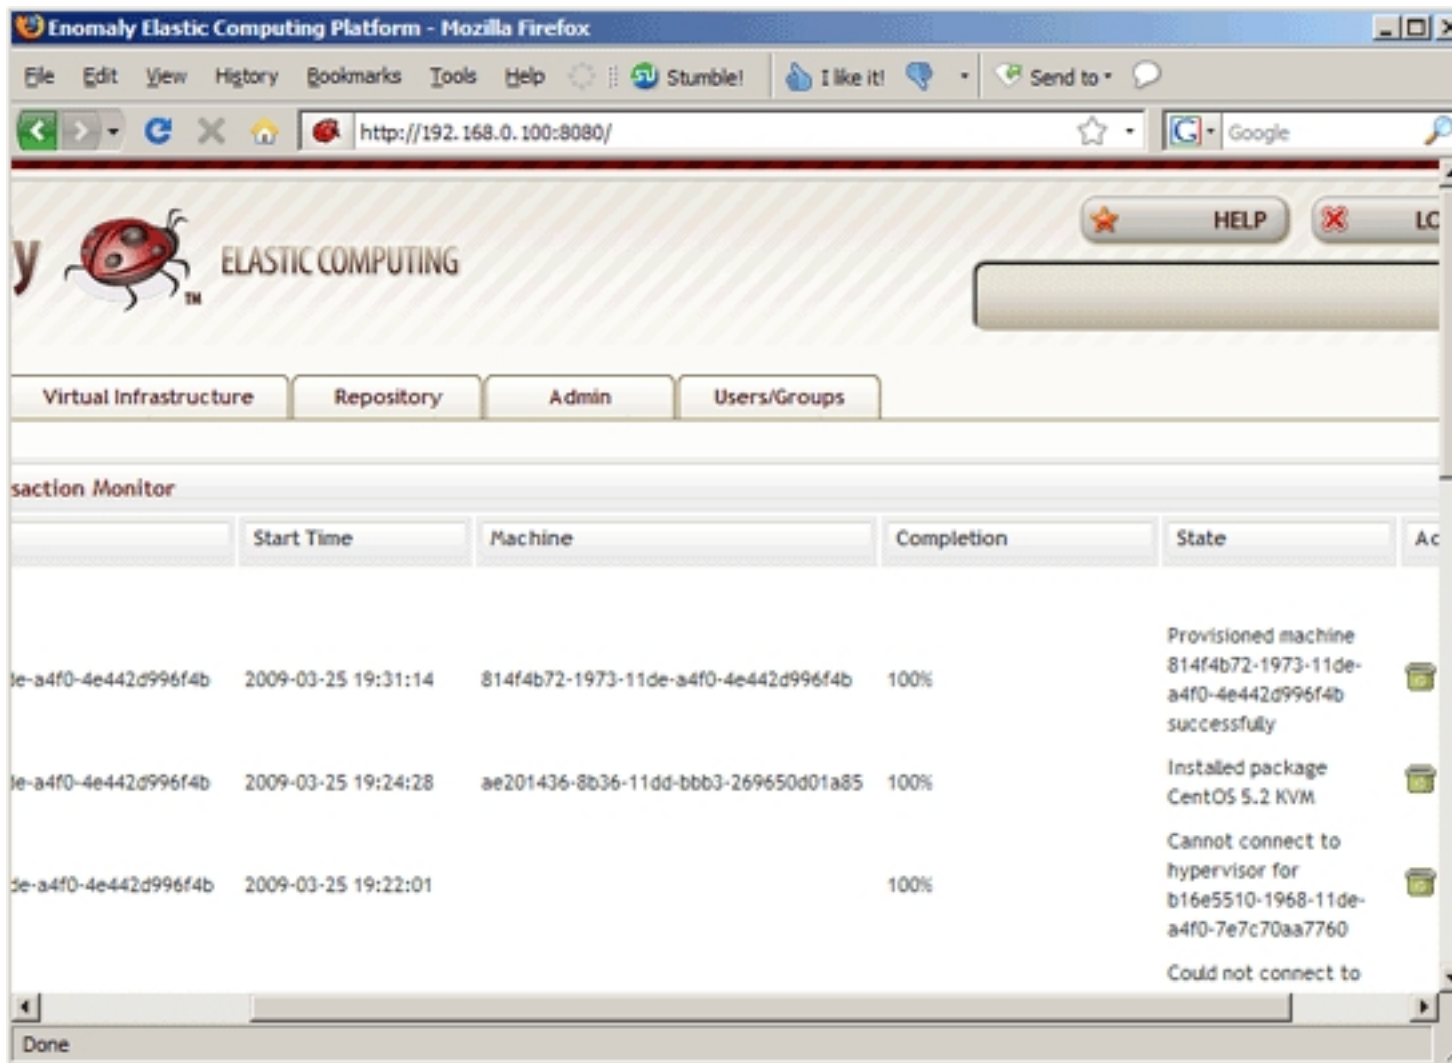 Enomaly Elastic Computing Platform - Mozilla Firefox
File Edit View History Bookmarks Tools Help Stumble! I like it! Send to
http://192.168.0.100:8080/ Google
y ELASTIC COMPUTING TM
HELP LO
Virtual Infrastructure Repository Admin Users/Groups
saction Monitor
Start Time Machine Completion State Ac
Provisioned machine
814f4b72-1973-11de-
a4f0-4e442d996f4b
successfully
de-a4f0-4e442d996f4b 2009-03-25 19:31:14 814f4b72-1973-11de-a4f0-4e442d996f4b 100%
Installed package
CentOS 5.2 KVM
de-a4f0-4e442d996f4b 2009-03-25 19:24:28 ae201436-8b36-11dd-bbb3-269650d01a85 100%
Cannot connect to
hypervisor for
b16e5510-1968-11de-
a4f0-7e7c70aa7760
de-a4f0-4e442d996f4b 2009-03-25 19:22:01 100%
Could not connect to
Done